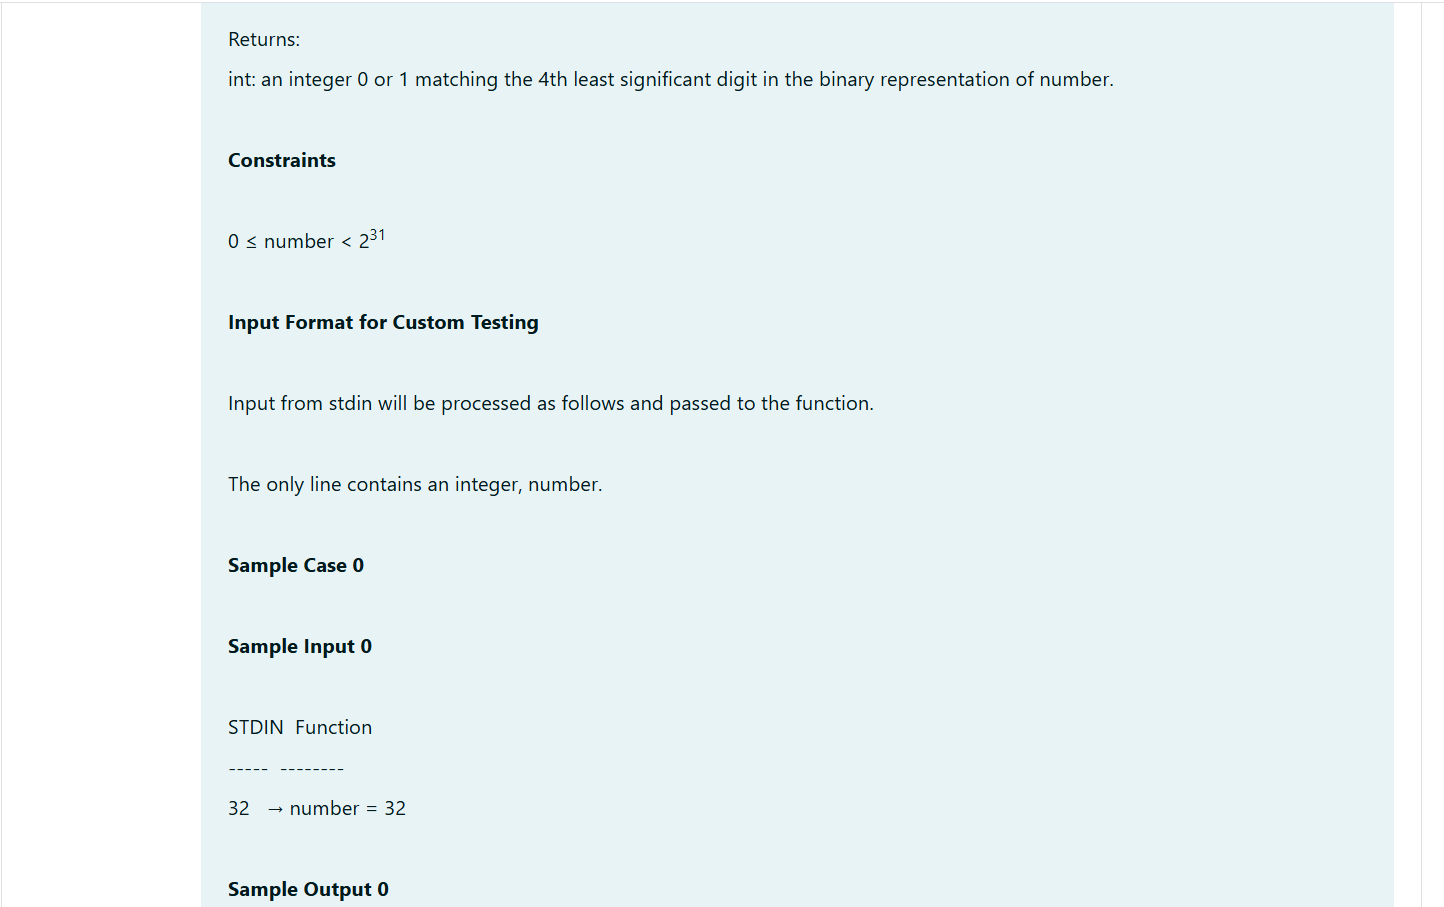 Returns:
int: an integer 0 or 1 matching the 4th least significant digit in the binary representation of number.
Constraints
0 ≤ number < 2³¹
Input Format for Custom Testing
Input from stdin will be processed as follows and passed to the function.
The only line contains an integer, number.
Sample Case 0
Sample Input 0
STDIN  Function
-----  --------
32   → number = 32
Sample Output 0